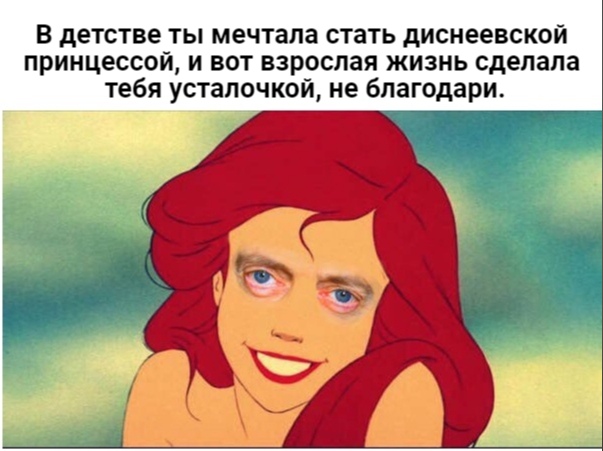 В детстве ты мечтала стать диснеевской
принцессой, и вот взрослая жизнь сделала
тебя усталочкой, не благодари.